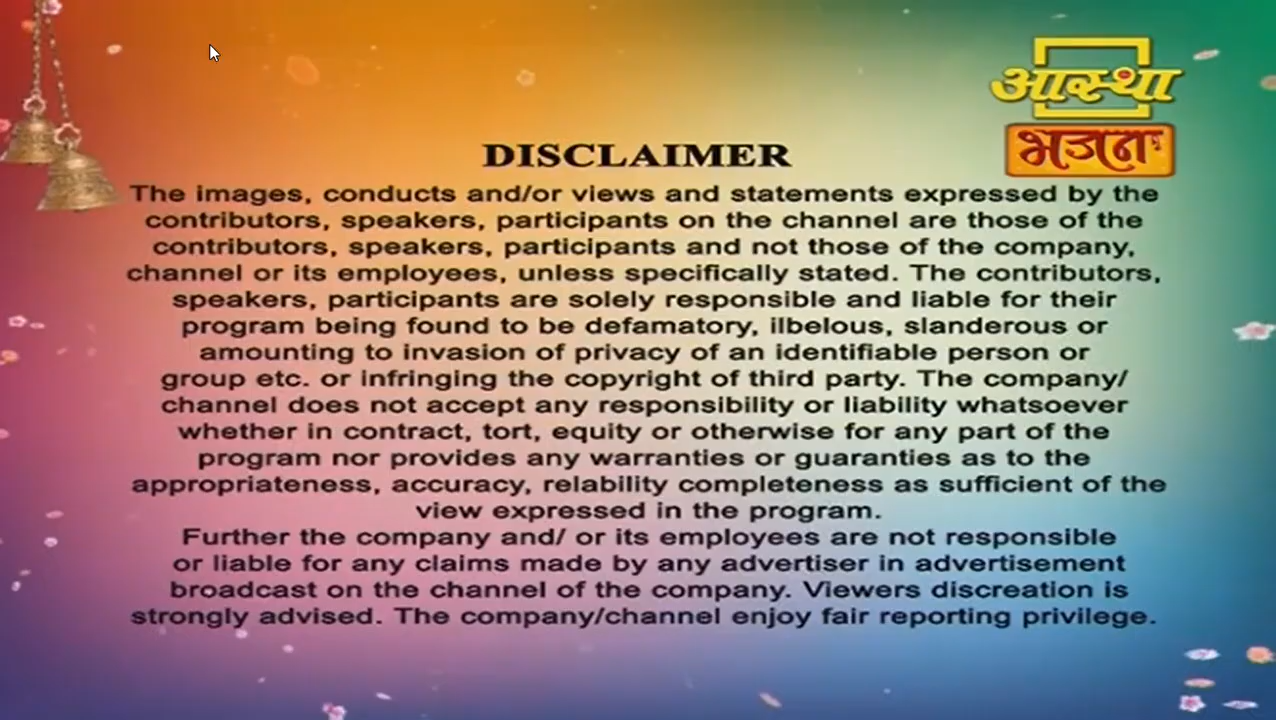 आस्था
भजन
DISCLAIMER
The images, conducts and/or views and statements expressed by the
contributors, speakers, participants on the channel are those of the
contributors, speakers, participants and not those of the company,
channel or its employees, unless specifically stated. The contributors,
speakers, participants are solely responsible and liable for their
program being found to be defamatory, ilbelous, slanderous or
amounting to invasion of privacy of an identifiable person or
group etc. or infringing the copyright of third party. The company/
channel does not accept any responsibility or liability whatsoever
whether in contract, tort, equity or otherwise for any part of the
program nor provides any warranties or guaranties as to the
appropriateness, accuracy, relability completeness as sufficient of the
view expressed in the program.
Further the company and/ or its employees are not responsible
or liable for any claims made by any advertiser in advertisement
broadcast on the channel of the company. Viewers discreation is
strongly advised. The company/channel enjoy fair reporting privilege.